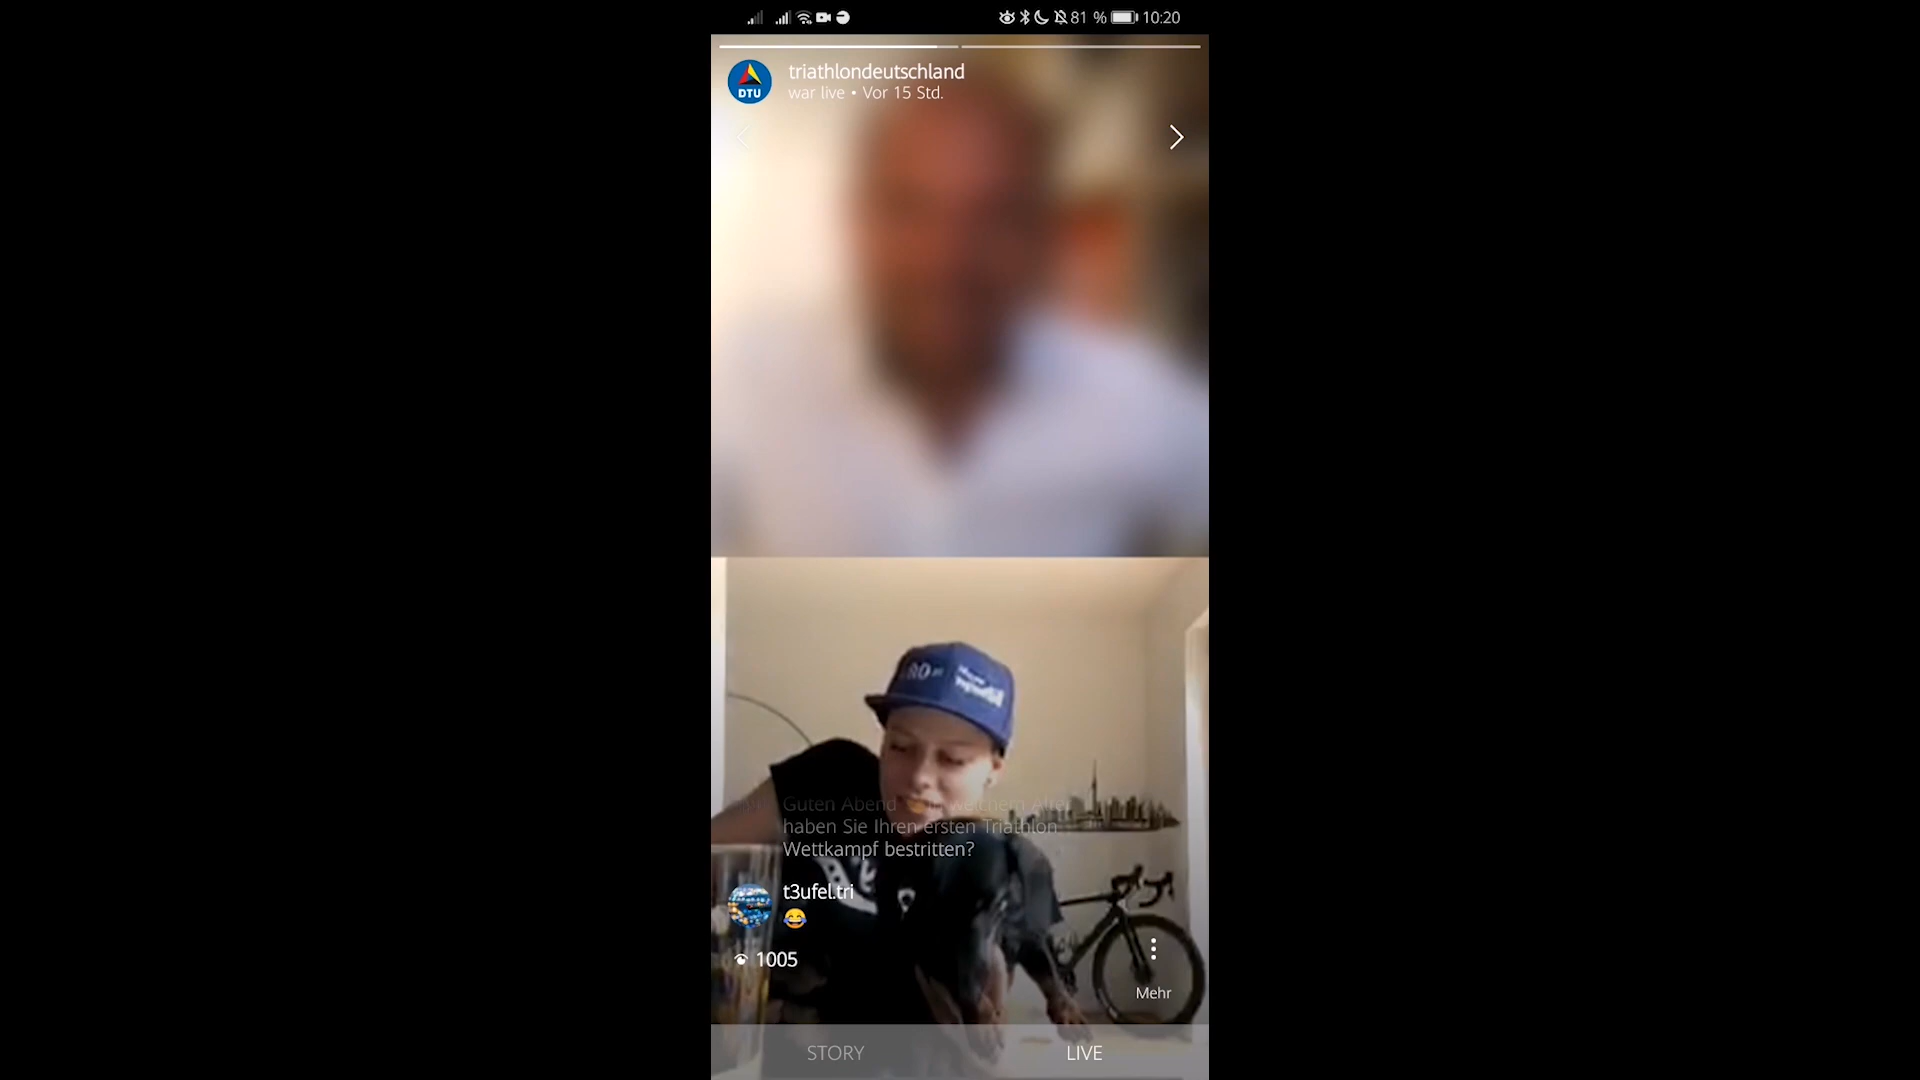 81 % 10:20
DTU
triathlondeutschland
war live • Vor 15 Std.
Guten Abend
haben Sie Ihren ersten Triathlon
Wettkampf bestritten?
t3ufel.tri
😂
1005
Mehr
STORY
LIVE